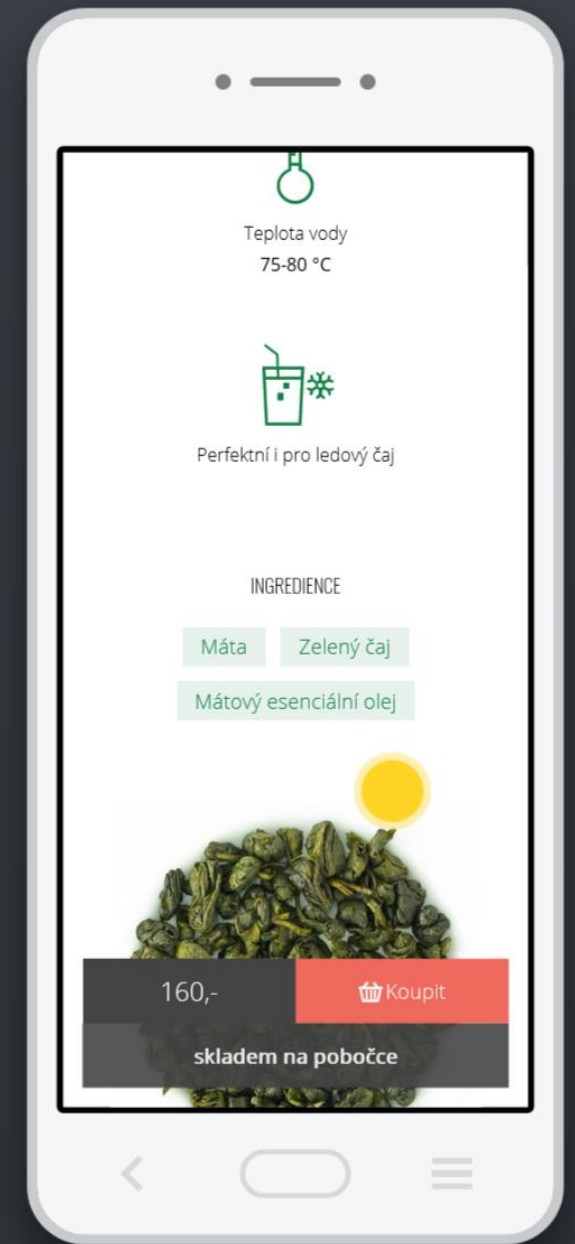 Teplota vody
75-80 °C
Perfektní i pro ledový čaj
INGREDIENCE
Máta Zelený čaj
Mátový esenciální olej
160,- Koupit
skladem na pobočce